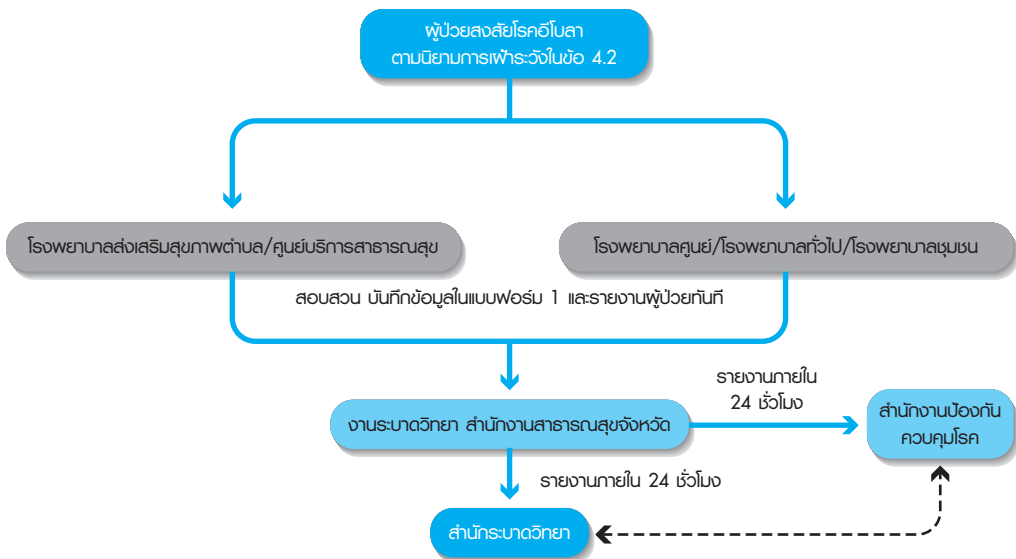 ผู้ป่วยสงสัยโรคอีโบลา
ตามนิยามการเฝ้าระวังในข้อ 4.2
โรงพยาบาลส่งเสริมสุขภาพตำบล/ศูนย์บริการสาธารณสุข
โรงพยาบาลศูนย์/โรงพยาบาลทั่วไป/โรงพยาบาลชุมชน
สอบสวน บันทึกข้อมูลในแบบฟอร์ม 1 และรายงานผู้ป่วยทันที
รายงานภายใน
24 ชั่วโมง
งานระบาดวิทยา สำนักงานสาธารณสุขจังหวัด
สำนักงานป้องกัน
ควบคุมโรค
รายงานภายใน 24 ชั่วโมง
สำนักระบาดวิทยา